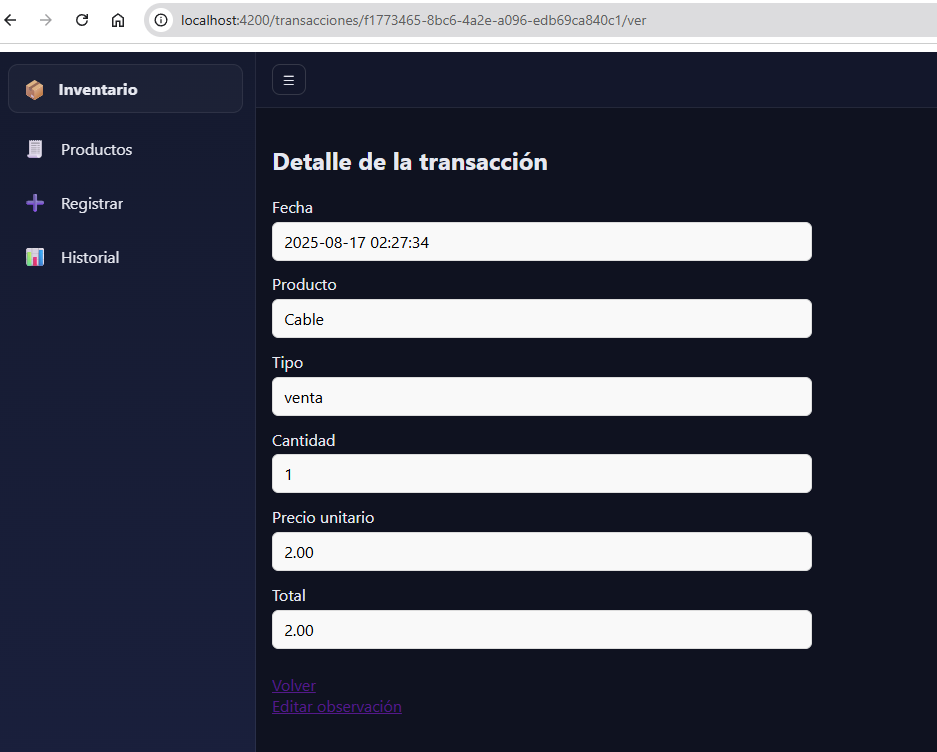 localhost:4200/transacciones/f1773465-8bc6-4a2e-a096-edb69ca840c1/ver
Inventario
Productos
Registrar
Historial
Detalle de la transacción
Fecha
2025-08-17 02:27:34
Producto
Cable
Tipo
venta
Cantidad
1
Precio unitario
2.00
Total
2.00
Volver
Editar observación